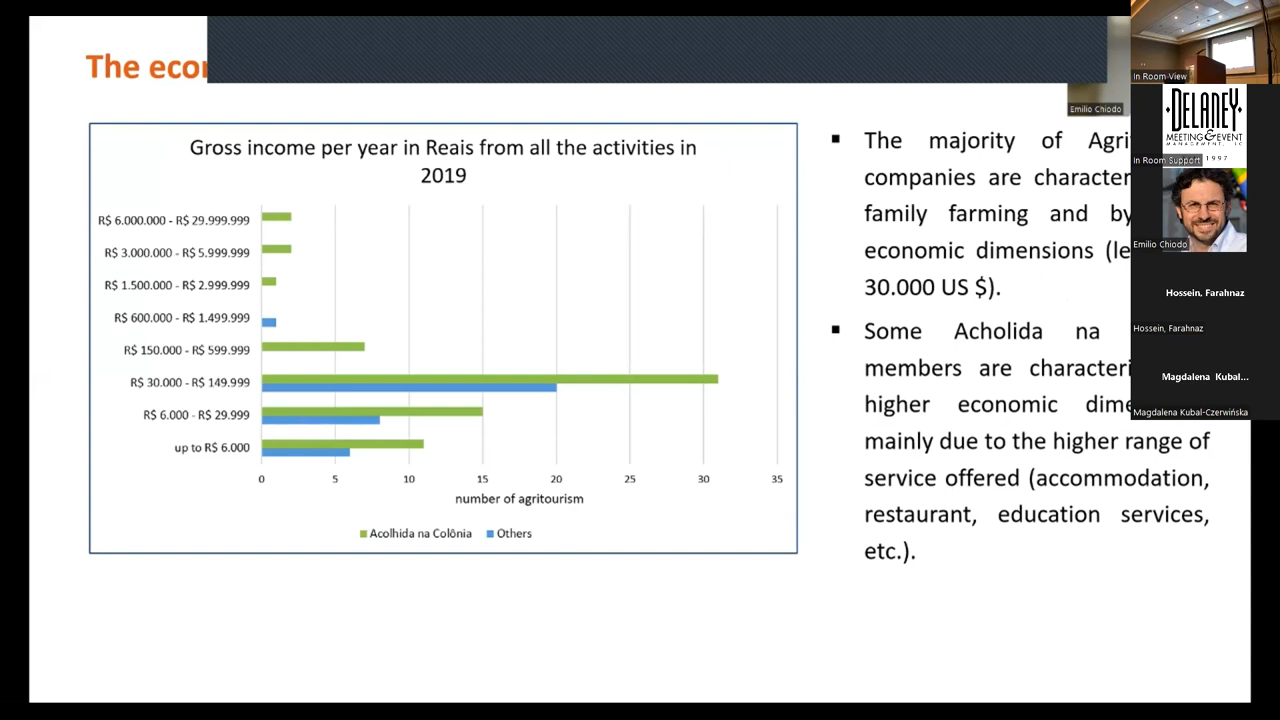 The
Gross income per year in Reais from all the activities in
2019
R$ 6.000.000 - R$ 29.999.999
R$ 3.000.000 - R$ 5.999.999
R$ 1.500.000 - R$ 2.999.999
R$ 600.000 - R$ 1.499.999
R$ 150.000 - R$ 599.999
R$ 30.000 - R$ 149.999
R$ 6.000 - R$ 29.999
up to R$ 6.000
0 5 10 15 20 25 30 35
number of agritourism
Acolhida na Colônia Others
The majority of
companies are
family farming and by
economic dimensions
30.000 US $).
Some Acholida na
members are
higher economic
mainly due to the higher range of
service offered (accommodation,
restaurant, education services,
etc.).
Emilio Chiodo
In Room View
DELANEY
MEETING & EVENT
MANAGEMENT, LLC
1997
In Room Support
Emilio Chiodo
Hossein, Farahnaz
Hossein, Farahnaz
Magdalena Kubal...
Magdalena Kubal-Czerwińska